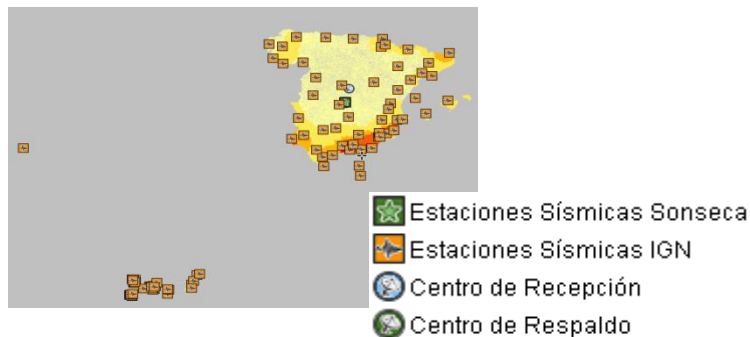 Estaciones Sísmicas Sonseca
Estaciones Sísmicas IGN
Centro de Recepción
Centro de Respaldo